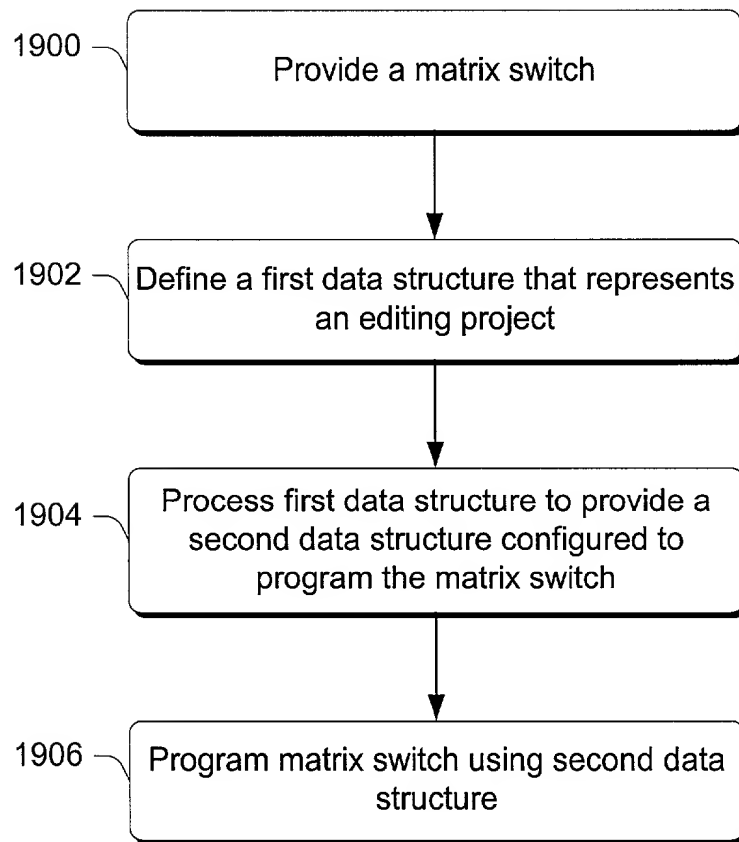 1900
Provide a matrix switch
1902
Define a first data structure that represents
an editing project
1904
Process first data structure to provide a
second data structure configured to
program the matrix switch
1906
Program matrix switch using second data
structure